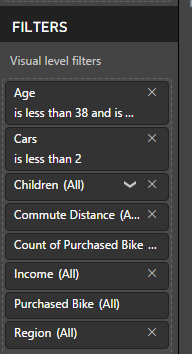 FILTERS
Visual level filters
Age
is less than 38 and is ...
Cars
is less than 2
Children (All)
Commute Distance (A...
Count of Purchased Bike ...
Income (All)
Purchased Bike (All)
Region (All)